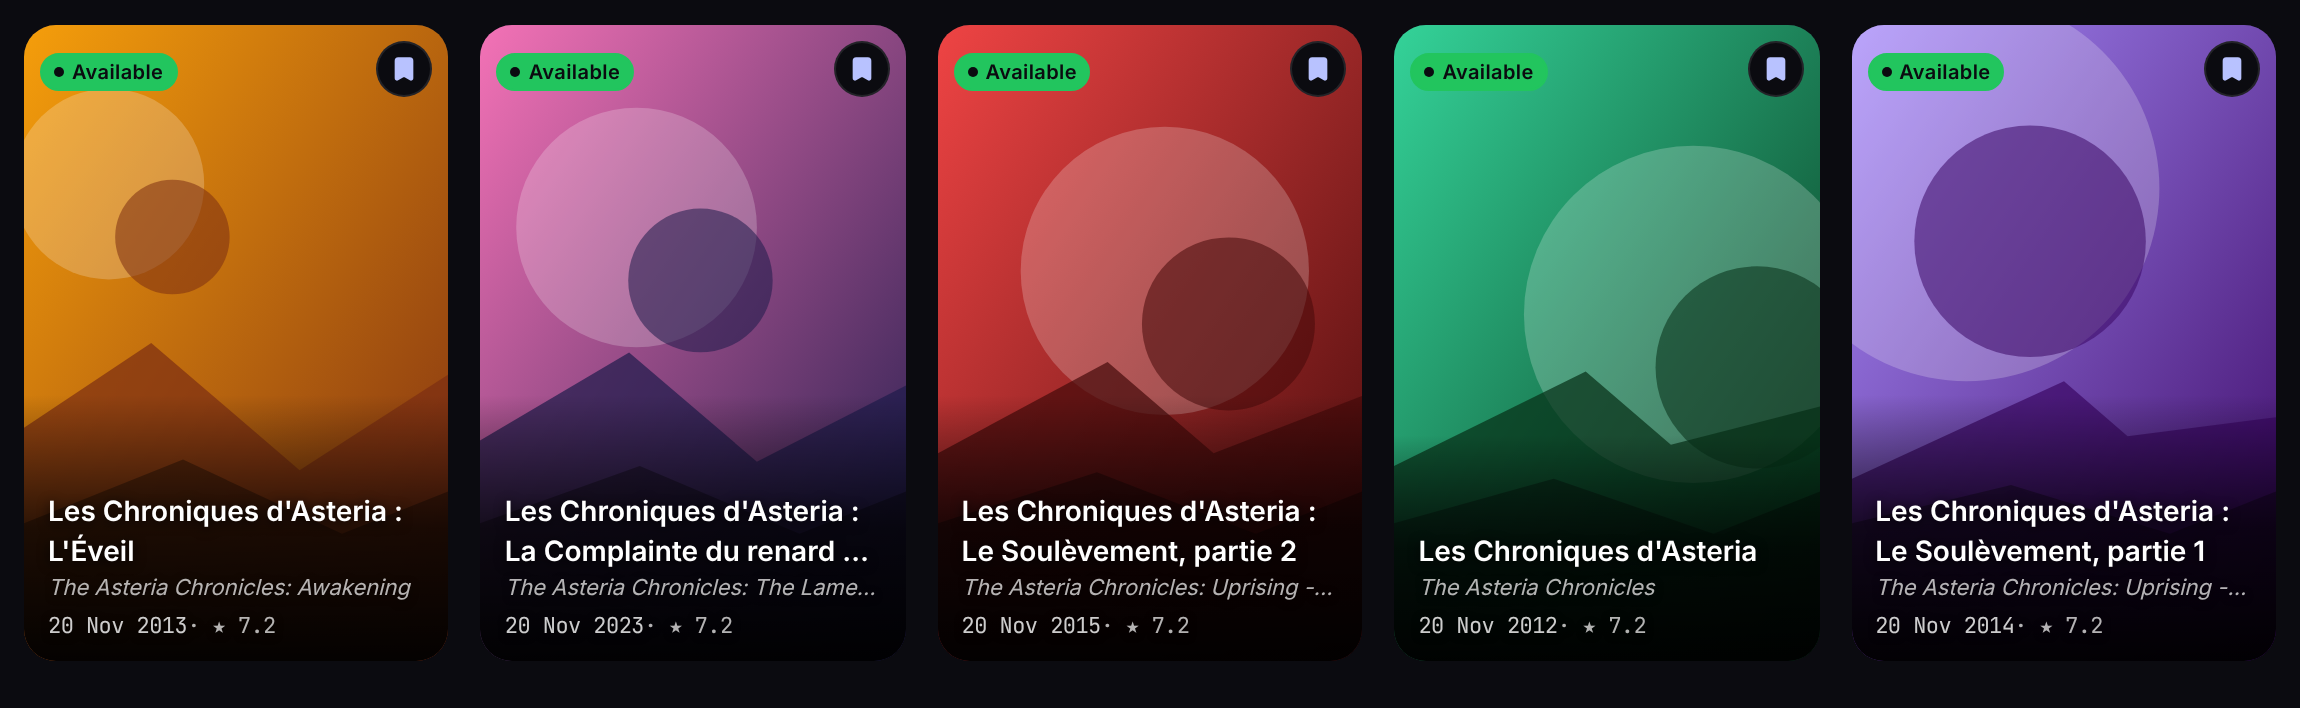 Available
Les Chroniques d'Asteria :
L'Éveil
The Asteria Chronicles: Awakening
20 Nov 2013· ★ 7.2
Available
Les Chroniques d'Asteria :
La Complainte du renard ...
The Asteria Chronicles: The Lame...
20 Nov 2023· ★ 7.2
Available
Les Chroniques d'Asteria :
Le Soulèvement, partie 2
The Asteria Chronicles: Uprising -...
20 Nov 2015· ★ 7.2
Available
Les Chroniques d'Asteria
The Asteria Chronicles
20 Nov 2012· ★ 7.2
Available
Les Chroniques d'Asteria :
Le Soulèvement, partie 1
The Asteria Chronicles: Uprising -...
20 Nov 2014· ★ 7.2